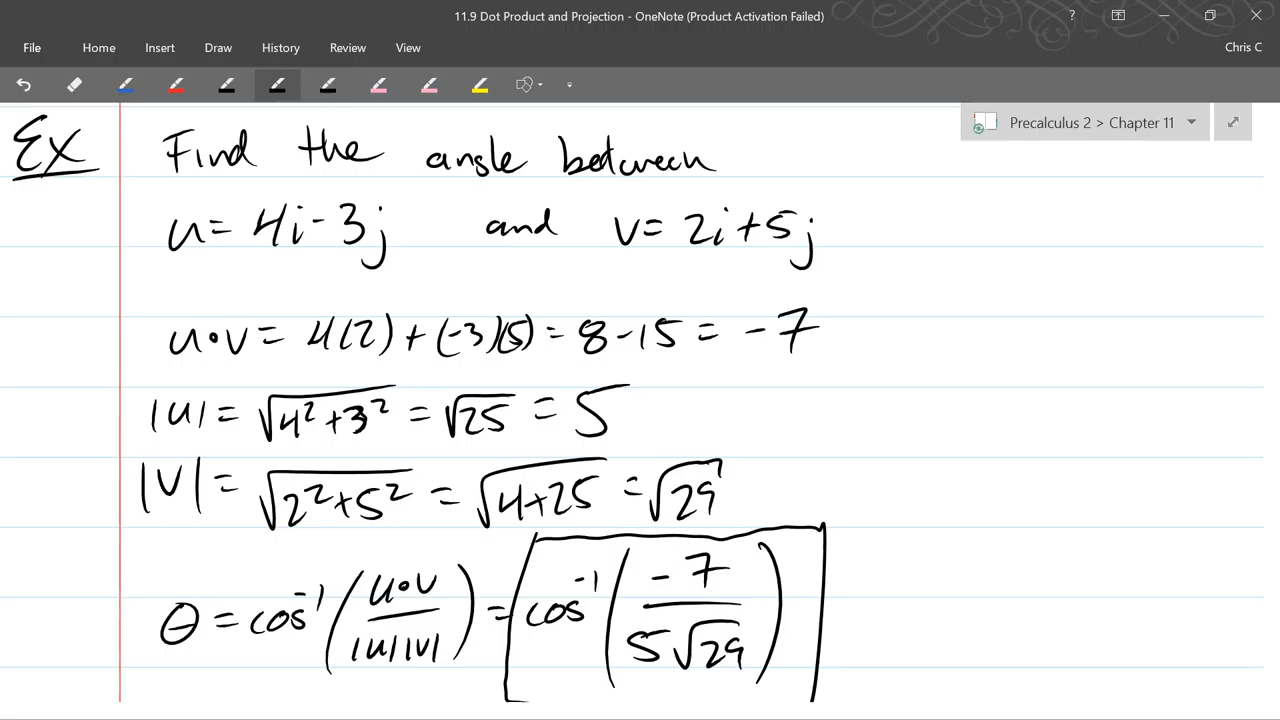 11.9 Dot Product and Projection - OneNote (Product Activation Failed)
?
File Home Insert Draw History Review View
Chris C
Precalculus 2 > Chapter 11
Ex Find the angle between
u = 4i - 3j and v = 2i + 5j
u•v = 4(2) + (-3)(5) = 8 - 15 = -7
|u| = √(4² + 3²) = √25 = 5
|v| = √(2² + 5²) = √(4 + 25) = √29
θ = cos⁻¹(u•v / |u||v|) = cos⁻¹(-7 / 5√29)